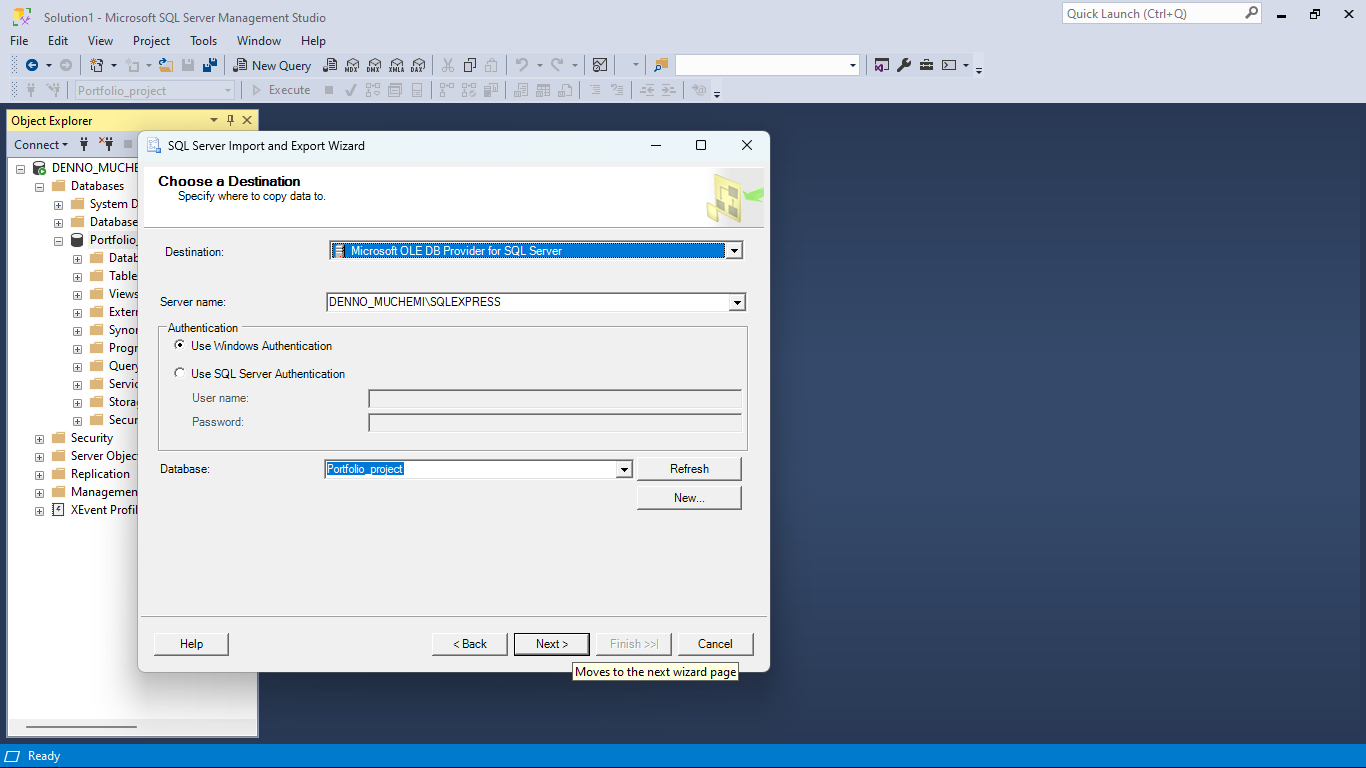 Solution1 - Microsoft SQL Server Management Studio
Quick Launch (Ctrl+Q)
File Edit View Project Tools Window Help
New Query MDX DMX XMLA DAX
Portfolio_project Execute
Object Explorer
Connect
DENNO_MUCHE
Databases
System D
Database
Portfolio_
Datab
Table
Views
Extern
Synor
Progr
Query
Servic
Storag
Secur
Security
Server Objec
Replication
Managemen
XEvent Profil
SQL Server Import and Export Wizard
Choose a Destination
Specify where to copy data to.
Destination: Microsoft OLE DB Provider for SQL Server
Server name: DENNO_MUCHEMI\SQLEXPRESS
Authentication
Use Windows Authentication
Use SQL Server Authentication
User name:
Password:
Database: Portfolio_project Refresh
New...
Help < Back Next > Finish >>| Cancel
Moves to the next wizard page
Ready